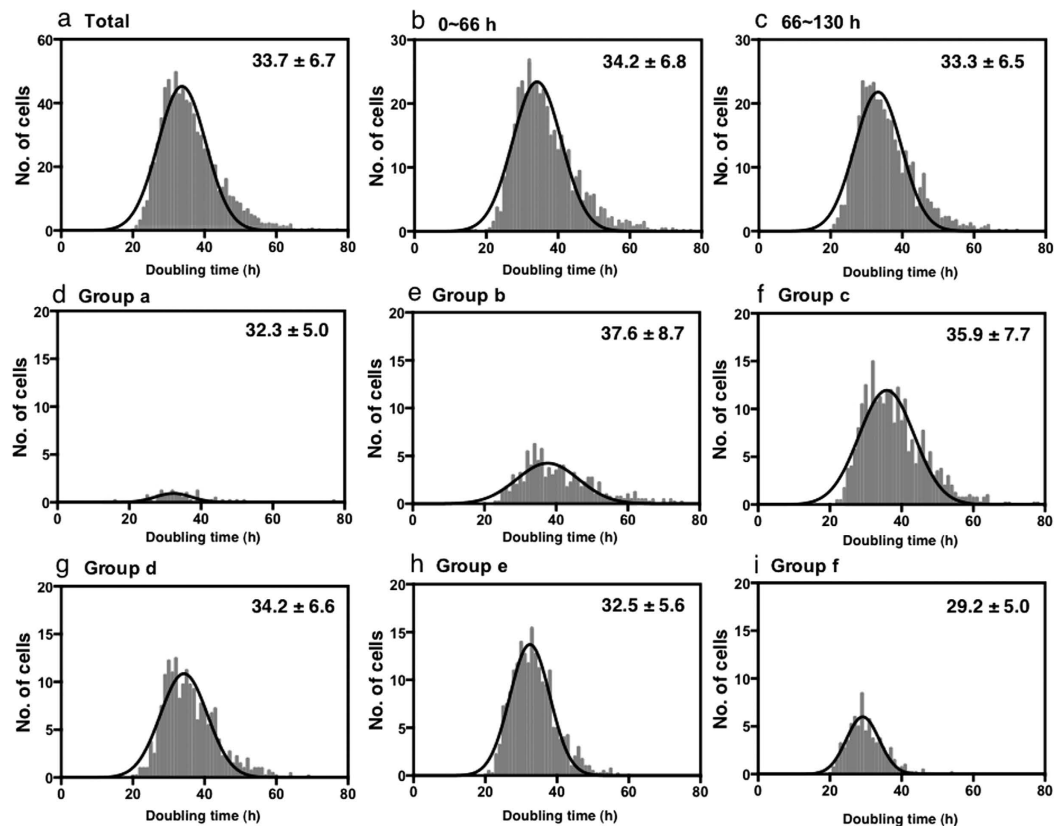 a Total
60
40
20
0
No. of cells
33.7 ± 6.7
0 20 40 60 80
Doubling time (h)
b 0~66 h
30
20
10
0
No. of cells
34.2 ± 6.8
0 20 40 60 80
Doubling time (h)
c 66~130 h
30
20
10
0
No. of cells
33.3 ± 6.5
0 20 40 60 80
Doubling time (h)
d Group a
20
15
10
5
0
No. of cells
32.3 ± 5.0
0 20 40 60 80
Doubling time (h)
e Group b
20
15
10
5
0
No. of cells
37.6 ± 8.7
0 20 40 60 80
Doubling time (h)
f Group c
20
15
10
5
0
No. of cells
35.9 ± 7.7
0 20 40 60 80
Doubling time (h)
g Group d
20
15
10
5
0
No. of cells
34.2 ± 6.6
0 20 40 60 80
Doubling time (h)
h Group e
20
15
10
5
0
No. of cells
32.5 ± 5.6
0 20 40 60 80
Doubling time (h)
i Group f
20
15
10
5
0
No. of cells
29.2 ± 5.0
0 20 40 60 80
Doubling time (h)